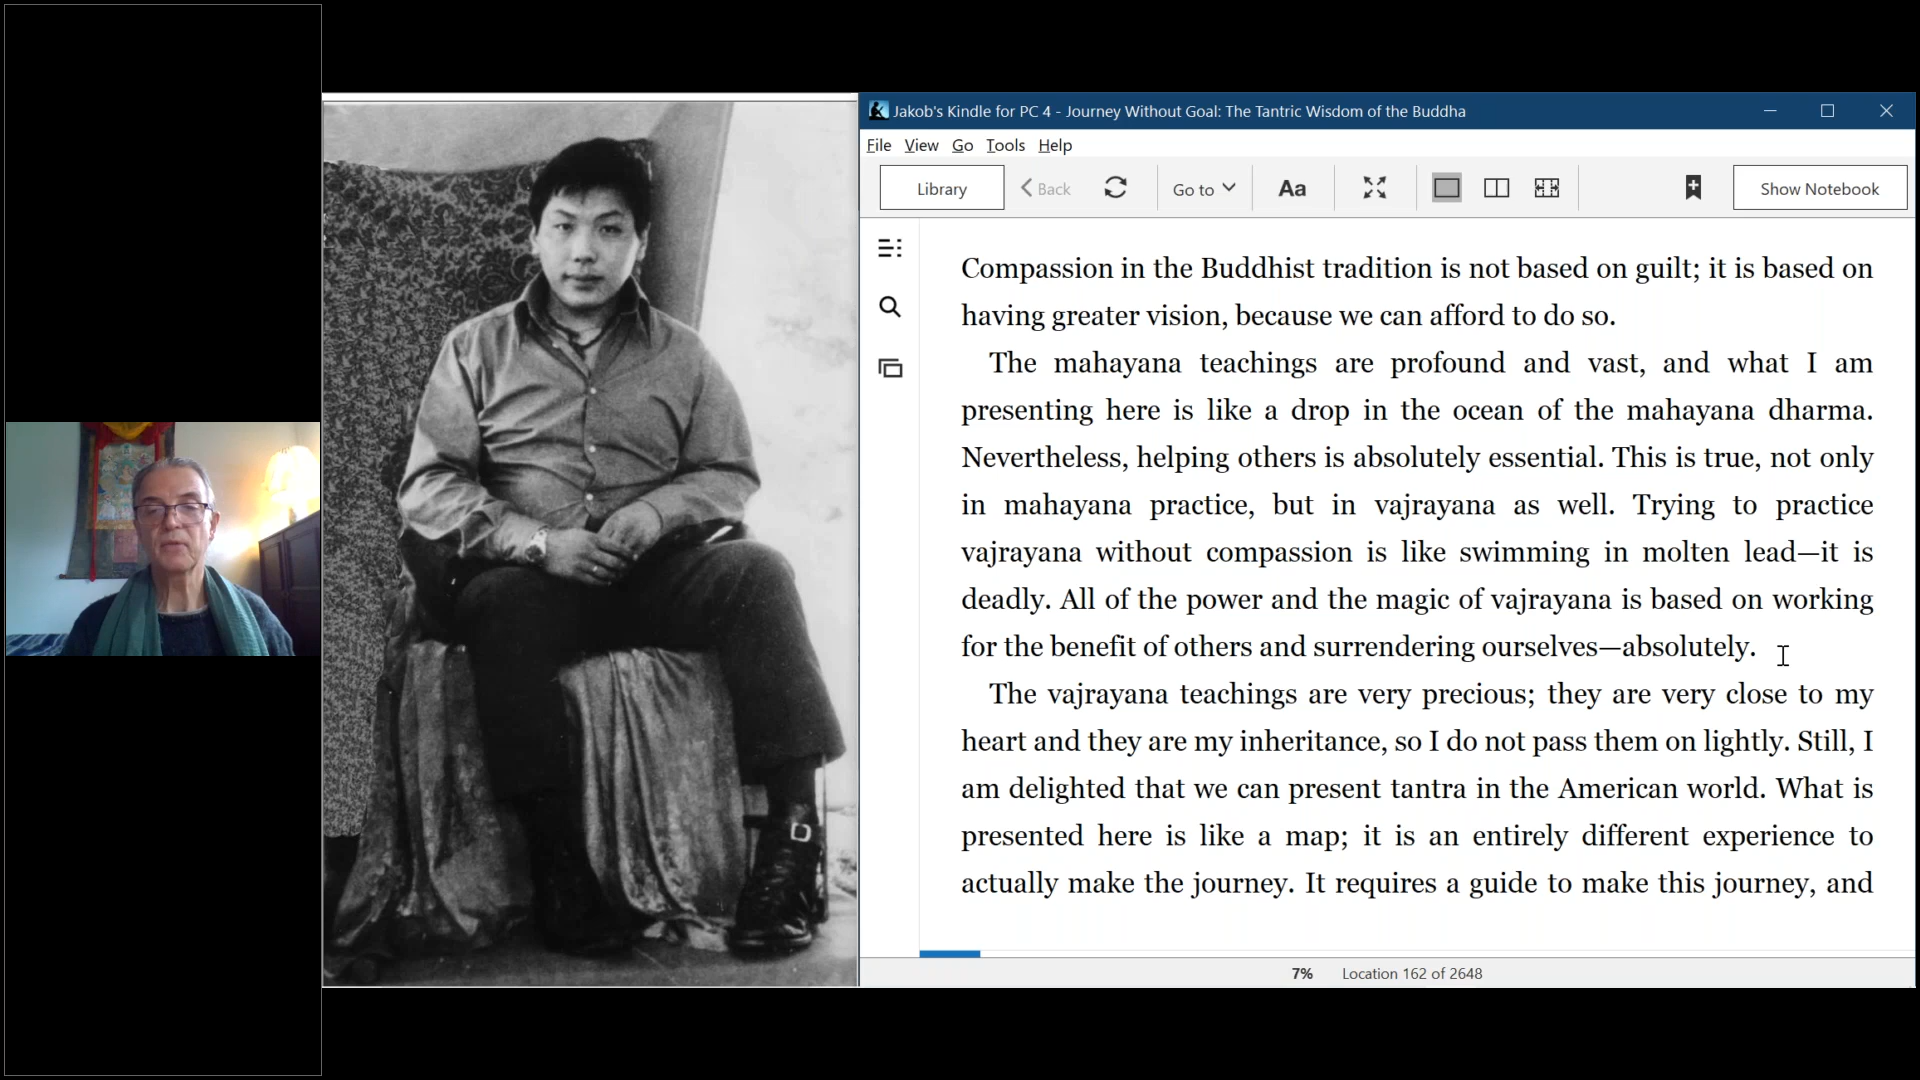 Jakob's Kindle for PC 4 - Journey Without Goal: The Tantric Wisdom of the Buddha
File View Go Tools Help
Library Back Go to Aa Show Notebook
Compassion in the Buddhist tradition is not based on guilt; it is based on
having greater vision, because we can afford to do so.
The mahayana teachings are profound and vast, and what I am
presenting here is like a drop in the ocean of the mahayana dharma.
Nevertheless, helping others is absolutely essential. This is true, not only
in mahayana practice, but in vajrayana as well. Trying to practice
vajrayana without compassion is like swimming in molten lead—it is
deadly. All of the power and the magic of vajrayana is based on working
for the benefit of others and surrendering ourselves—absolutely.
The vajrayana teachings are very precious; they are very close to my
heart and they are my inheritance, so I do not pass them on lightly. Still, I
am delighted that we can present tantra in the American world. What is
presented here is like a map; it is an entirely different experience to
actually make the journey. It requires a guide to make this journey, and
7% Location 162 of 2648